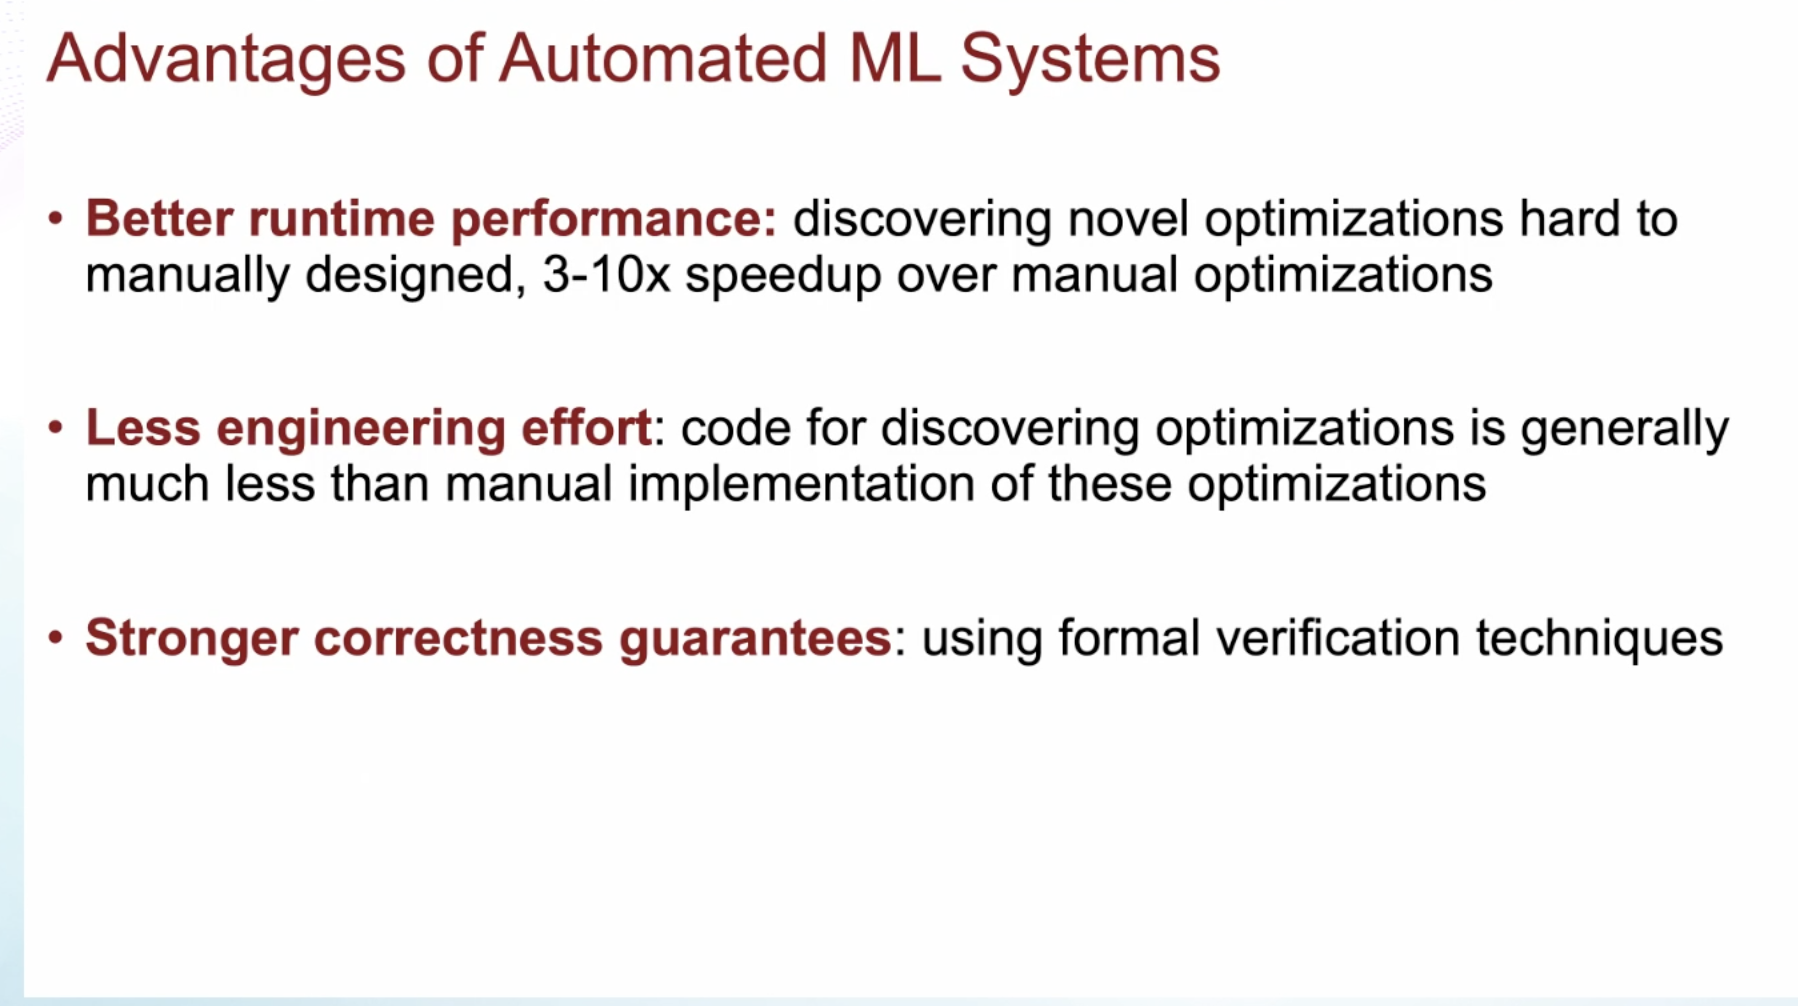 Advantages of Automated ML Systems
• Better runtime performance: discovering novel optimizations hard to
manually designed, 3-10x speedup over manual optimizations
• Less engineering effort: code for discovering optimizations is generally
much less than manual implementation of these optimizations
• Stronger correctness guarantees: using formal verification techniques